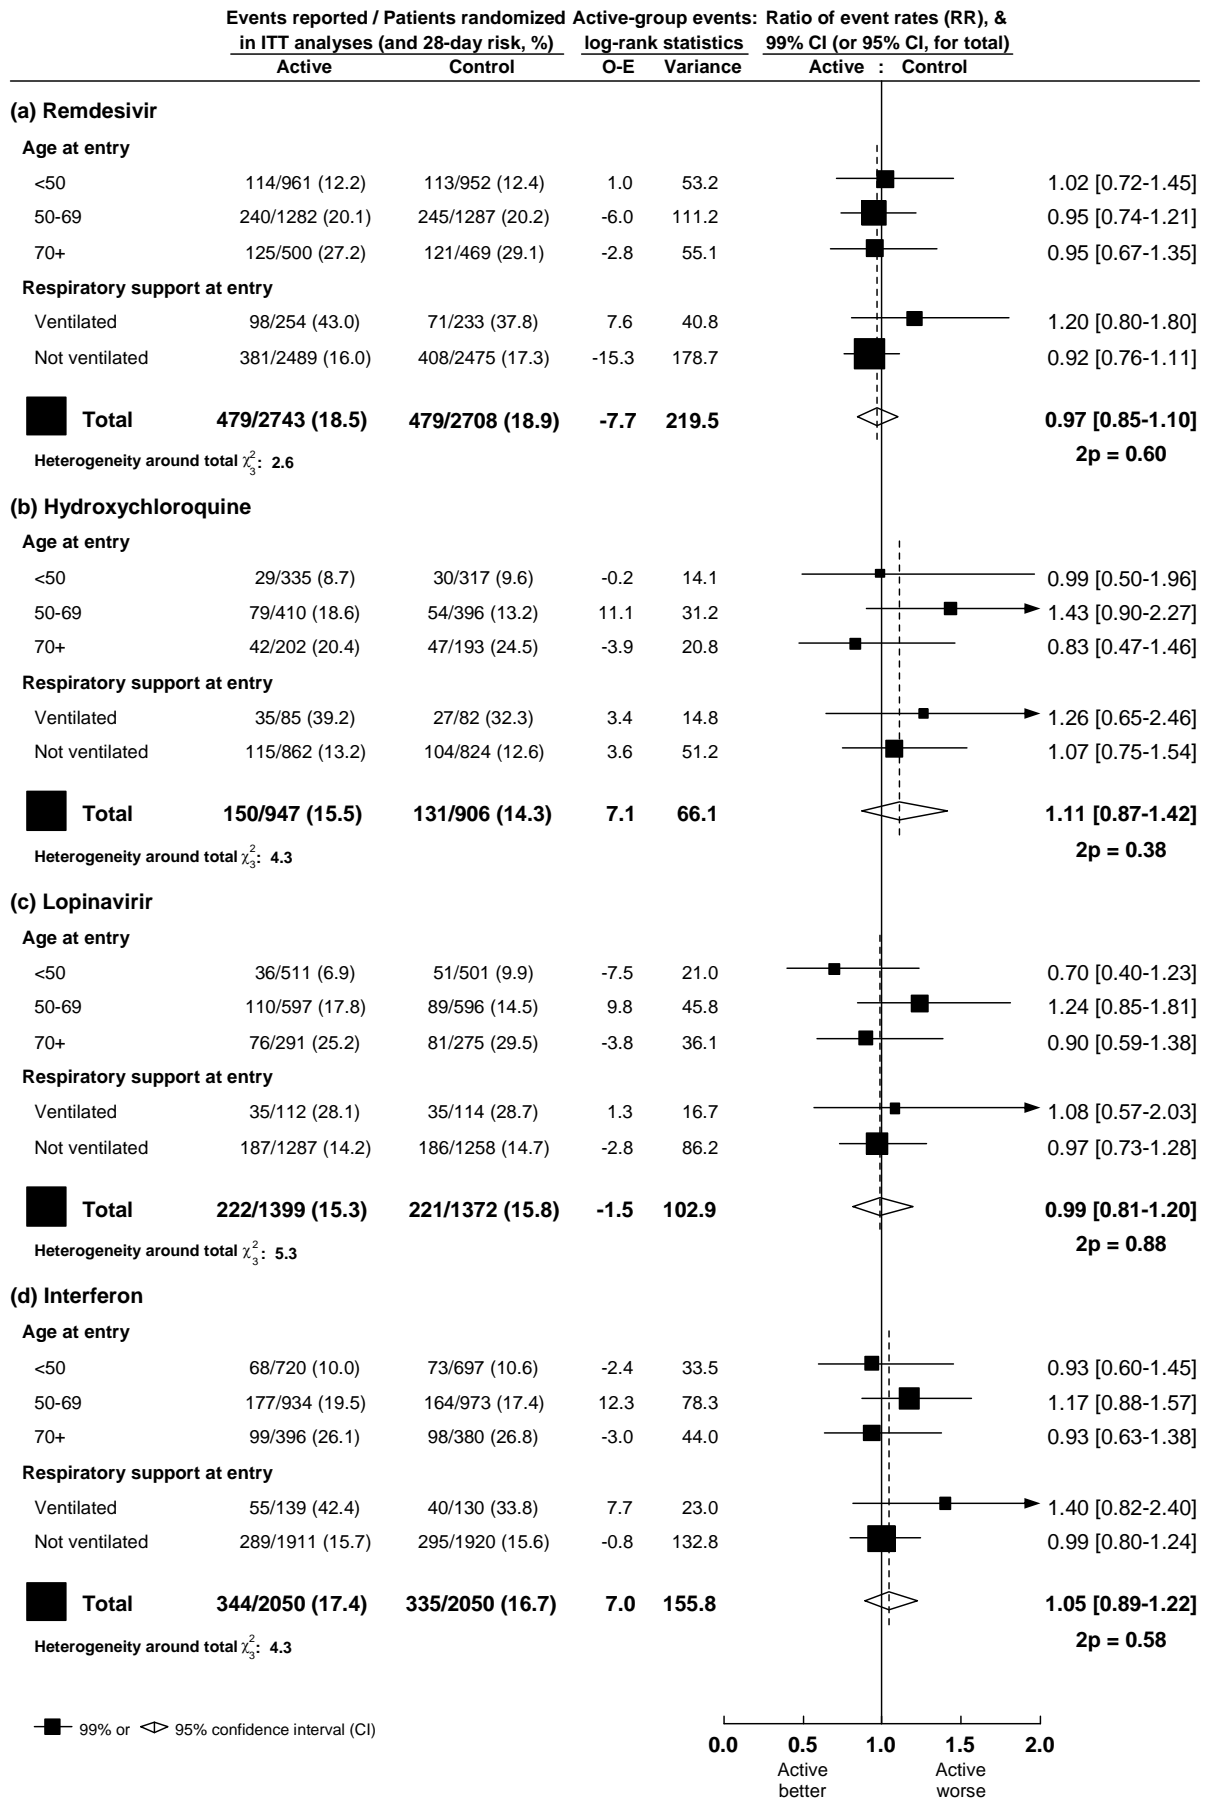 Events reported / Patients randomized Active-group events: Ratio of event rates (RR), &
in ITT analyses (and 28-day risk, %) log-rank statistics 99% CI (or 95% CI, for total)
Active Control O-E Variance Active : Control
(a) Remdesivir
Age at entry
<50 114/961 (12.2) 113/952 (12.4) 1.0 53.2 1.02 [0.72-1.45]
50-69 240/1282 (20.1) 245/1287 (20.2) -6.0 111.2 0.95 [0.74-1.21]
70+ 125/500 (27.2) 121/469 (29.1) -2.8 55.1 0.95 [0.67-1.35]
Respiratory support at entry
Ventilated 98/254 (43.0) 71/233 (37.8) 7.6 40.8 1.20 [0.80-1.80]
Not ventilated 381/2489 (16.0) 408/2475 (17.3) -15.3 178.7 0.92 [0.76-1.11]
Total 479/2743 (18.5) 479/2708 (18.9) -7.7 219.5 0.97 [0.85-1.10]
Heterogeneity around total χ²₃: 2.6 2p = 0.60
(b) Hydroxychloroquine
Age at entry
<50 29/335 (8.7) 30/317 (9.6) -0.2 14.1 0.99 [0.50-1.96]
50-69 79/410 (18.6) 54/396 (13.2) 11.1 31.2 1.43 [0.90-2.27]
70+ 42/202 (20.4) 47/193 (24.5) -3.9 20.8 0.83 [0.47-1.46]
Respiratory support at entry
Ventilated 35/85 (39.2) 27/82 (32.3) 3.4 14.8 1.26 [0.65-2.46]
Not ventilated 115/862 (13.2) 104/824 (12.6) 3.6 51.2 1.07 [0.75-1.54]
Total 150/947 (15.5) 131/906 (14.3) 7.1 66.1 1.11 [0.87-1.42]
Heterogeneity around total χ²₃: 4.3 2p = 0.38
(c) Lopinavirir
Age at entry
<50 36/511 (6.9) 51/501 (9.9) -7.5 21.0 0.70 [0.40-1.23]
50-69 110/597 (17.8) 89/596 (14.5) 9.8 45.8 1.24 [0.85-1.81]
70+ 76/291 (25.2) 81/275 (29.5) -3.8 36.1 0.90 [0.59-1.38]
Respiratory support at entry
Ventilated 35/112 (28.1) 35/114 (28.7) 1.3 16.7 1.08 [0.57-2.03]
Not ventilated 187/1287 (14.2) 186/1258 (14.7) -2.8 86.2 0.97 [0.73-1.28]
Total 222/1399 (15.3) 221/1372 (15.8) -1.5 102.9 0.99 [0.81-1.20]
Heterogeneity around total χ²₃: 5.3 2p = 0.88
(d) Interferon
Age at entry
<50 68/720 (10.0) 73/697 (10.6) -2.4 33.5 0.93 [0.60-1.45]
50-69 177/934 (19.5) 164/973 (17.4) 12.3 78.3 1.17 [0.88-1.57]
70+ 99/396 (26.1) 98/380 (26.8) -3.0 44.0 0.93 [0.63-1.38]
Respiratory support at entry
Ventilated 55/139 (42.4) 40/130 (33.8) 7.7 23.0 1.40 [0.82-2.40]
Not ventilated 289/1911 (15.7) 295/1920 (15.6) -0.8 132.8 0.99 [0.80-1.24]
Total 344/2050 (17.4) 335/2050 (16.7) 7.0 155.8 1.05 [0.89-1.22]
Heterogeneity around total χ²₃: 4.3 2p = 0.58
99% or 95% confidence interval (CI)
0.0 0.5 1.0 1.5 2.0
Active Active
better worse